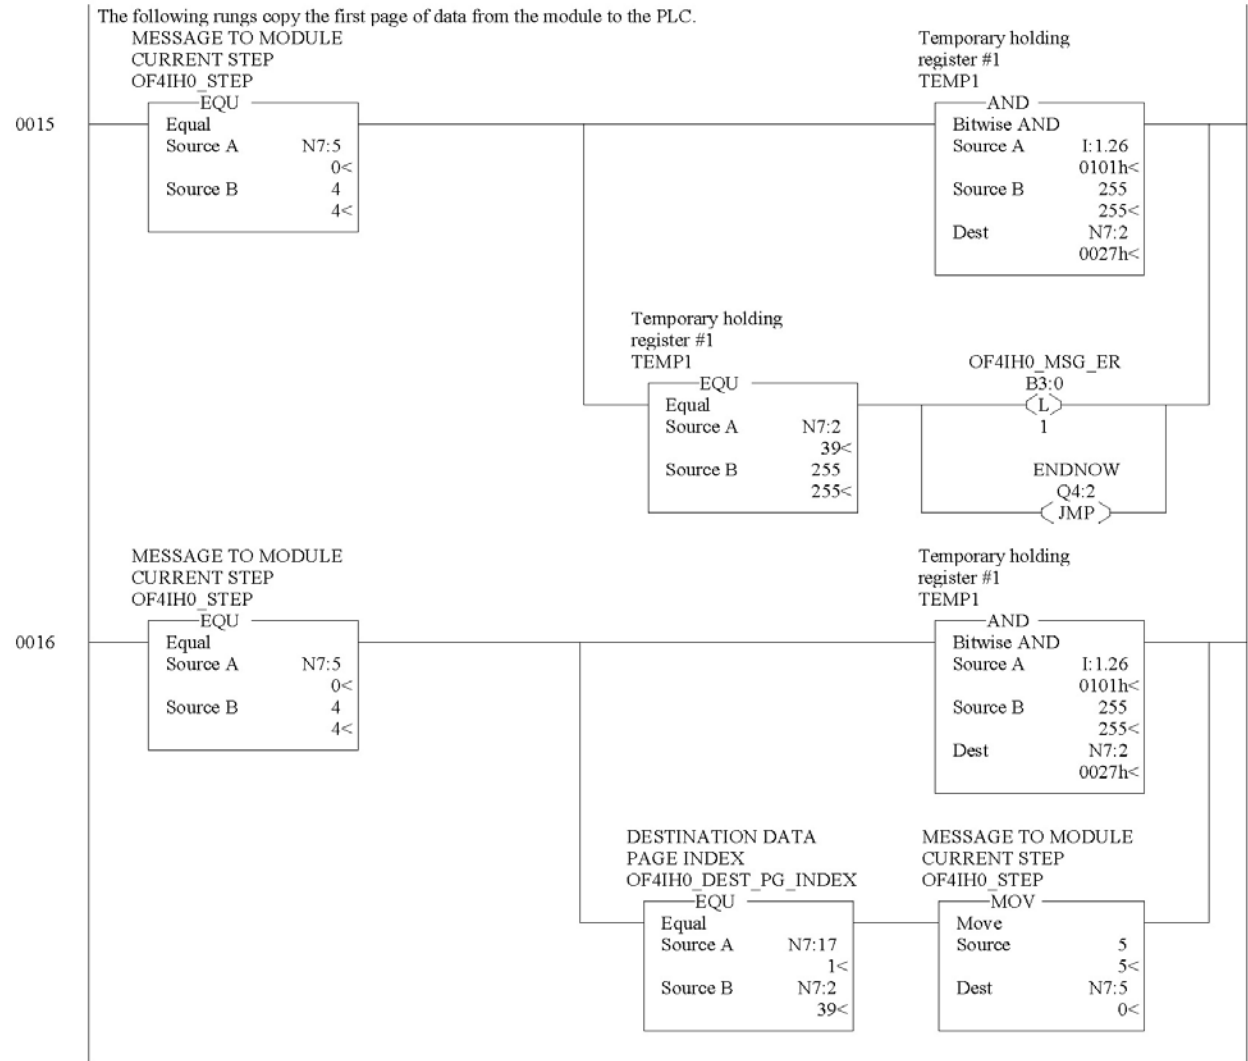 The following rungs copy the first page of data from the module to the PLC.
MESSAGE TO MODULE
CURRENT STEP
OF4IH0_STEP
EQU
Equal
Source A N7:5
0<
Source B 4
4<
0015
Temporary holding
register #1
TEMP1
AND
Bitwise AND
Source A I:1.26
0101h<
Source B 255
255<
Dest N7:2
0027h<
Temporary holding
register #1
TEMP1
EQU
Equal
Source A N7:2
39<
Source B 255
255<
OF4IH0_MSG_ER
B3:0
L
1
ENDNOW
Q4:2
JMP
MESSAGE TO MODULE
CURRENT STEP
OF4IH0_STEP
EQU
Equal
Source A N7:5
0<
Source B 4
4<
0016
Temporary holding
register #1
TEMP1
AND
Bitwise AND
Source A I:1.26
0101h<
Source B 255
255<
Dest N7:2
0027h<
DESTINATION DATA
PAGE INDEX
OF4IH0_DEST_PG_INDEX
EQU
Equal
Source A N7:17
1<
Source B N7:2
39<
MESSAGE TO MODULE
CURRENT STEP
OF4IH0_STEP
MOV
Move
Source 5
5<
Dest N7:5
0<